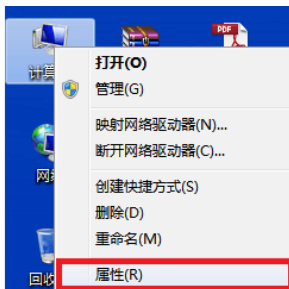 PDF
计算
打开(O)
管理(G)
映射网络驱动器(N)...
断开网络驱动器(C)...
网
创建快捷方式(S)
删除(D)
重命名(M)
回收
属性(R)